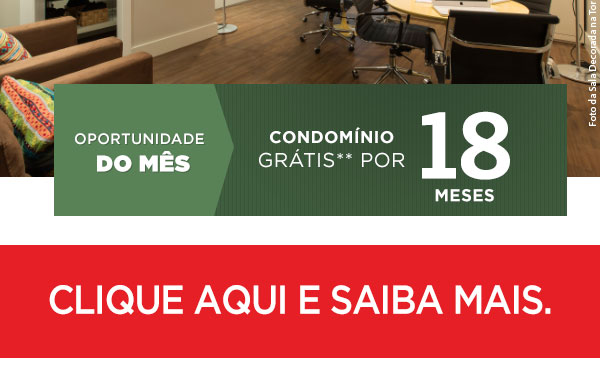 Foto da Sala Decorada na Tor
OPORTUNIDADE
DO MÊS
CONDOMÍNIO
GRÁTIS** POR
18
MESES
CLIQUE AQUI E SAIBA MAIS.